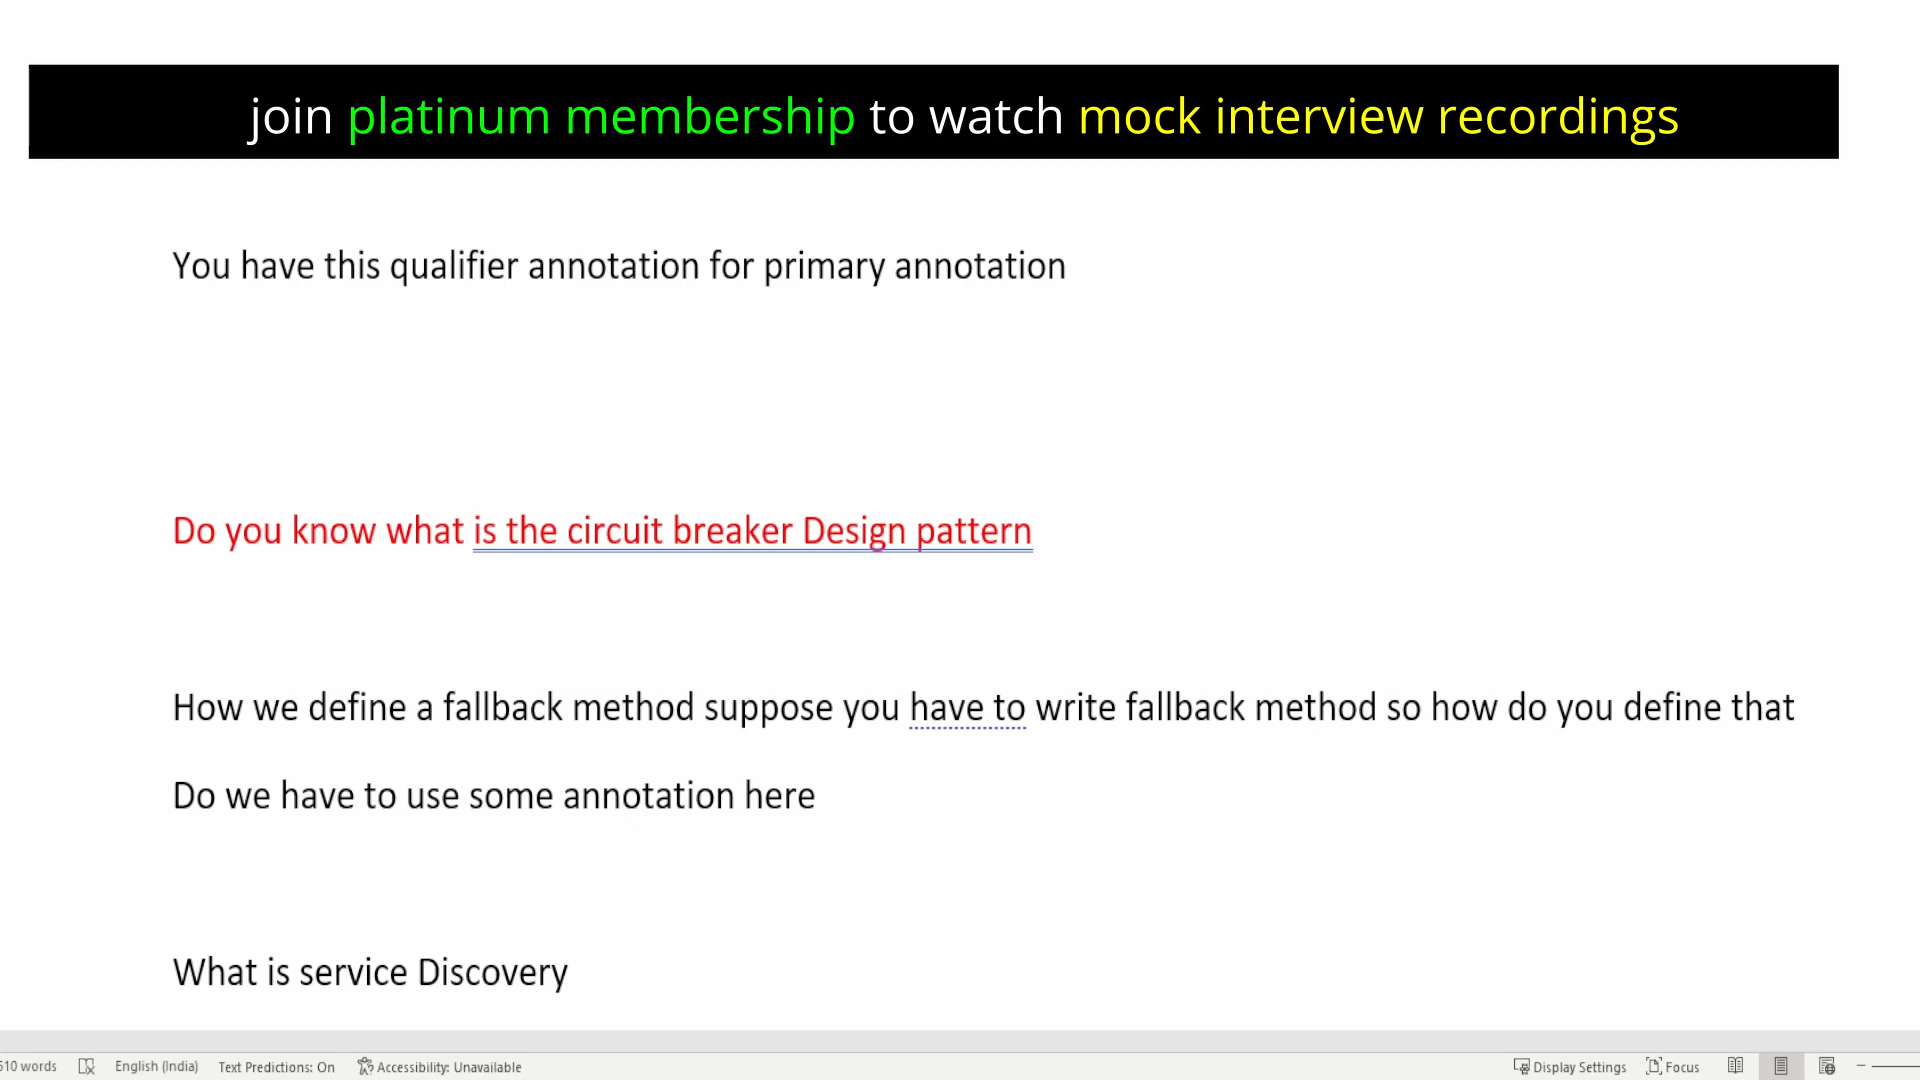 join platinum membership to watch mock interview recordings
You have this qualifier annotation for primary annotation
Do you know what is the circuit breaker Design pattern
How we define a fallback method suppose you have to write fallback method so how do you define that
Do we have to use some annotation here
What is service Discovery
510 words English (India) Text Predictions: On Accessibility: Unavailable Display Settings Focus